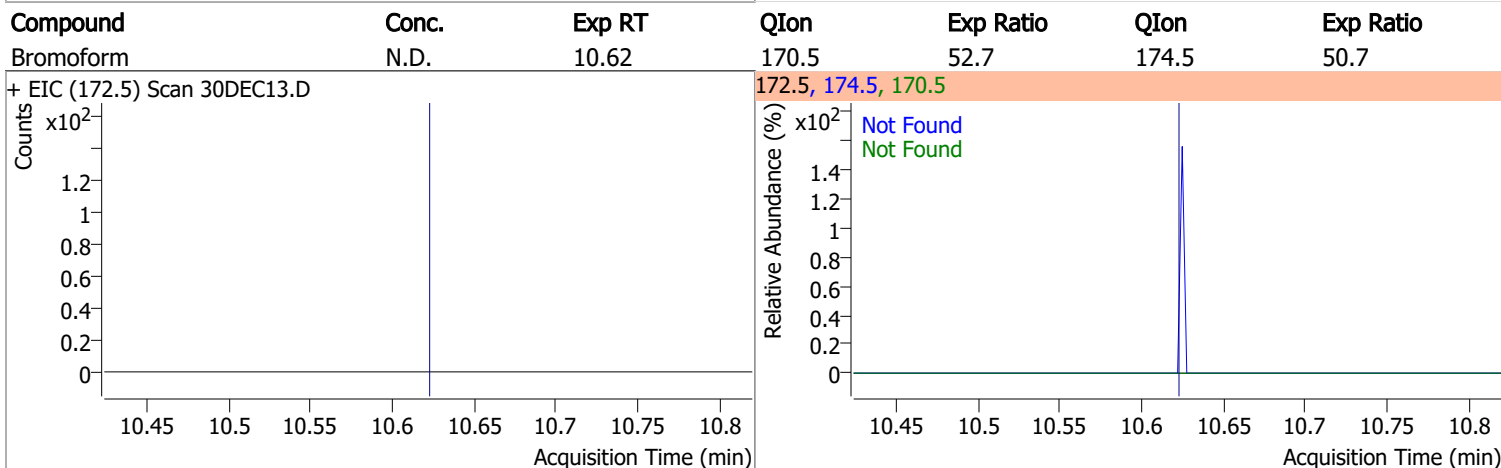 Compound Conc. Exp RT QIon Exp Ratio QIon Exp Ratio
Bromoform N.D. 10.62 170.5 52.7 174.5 50.7
+ EIC (172.5) Scan 30DEC13.D
Counts
x10²
1.2
1
0.8
0.6
0.4
0.2
0
10.45 10.5 10.55 10.6 10.65 10.7 10.75 10.8
Acquisition Time (min)
172.5, 174.5, 170.5
Relative Abundance (%)
x10²
Not Found
Not Found
1.4
1.2
1
0.8
0.6
0.4
0.2
0
10.45 10.5 10.55 10.6 10.65 10.7 10.75 10.8
Acquisition Time (min)